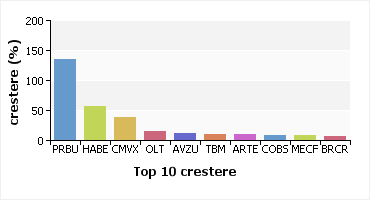 200
150
100
50
0
crestere (%)
PRBU HABE CMVX OLT AVZU TBM ARTE COBS MECF BRCR
Top 10 crestere